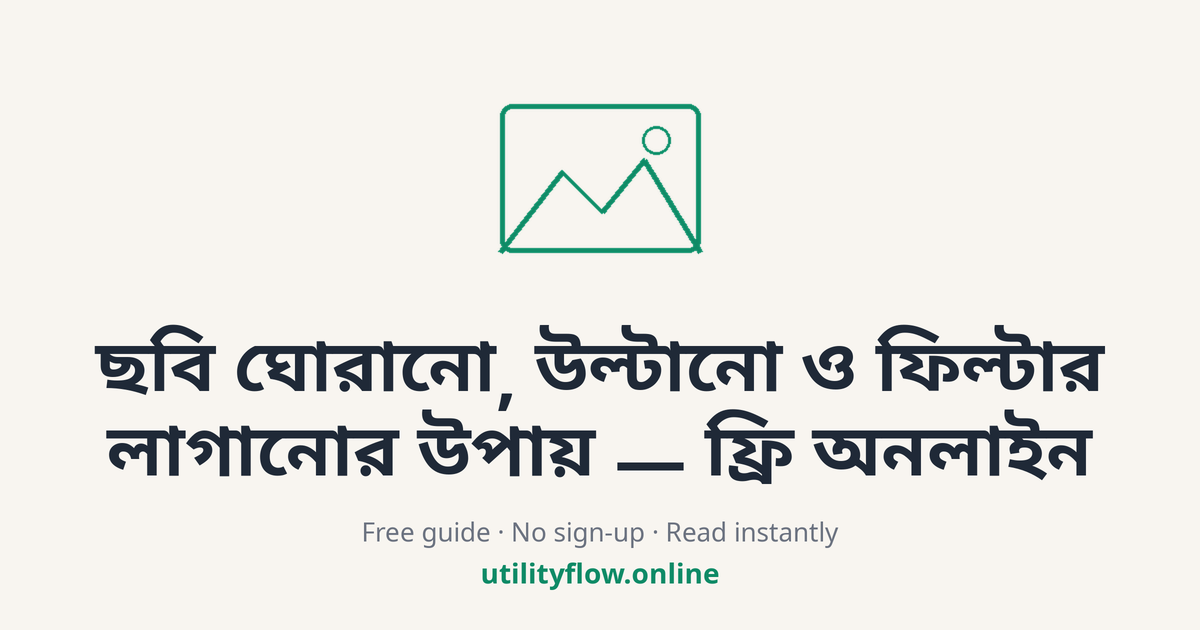 ছবি ঘোরানো, উল্টানো ও ফিল্টার
লাগানোর উপায় — ফ্রি অনলাইন
Free guide · No sign-up · Read instantly
utilityflow.online